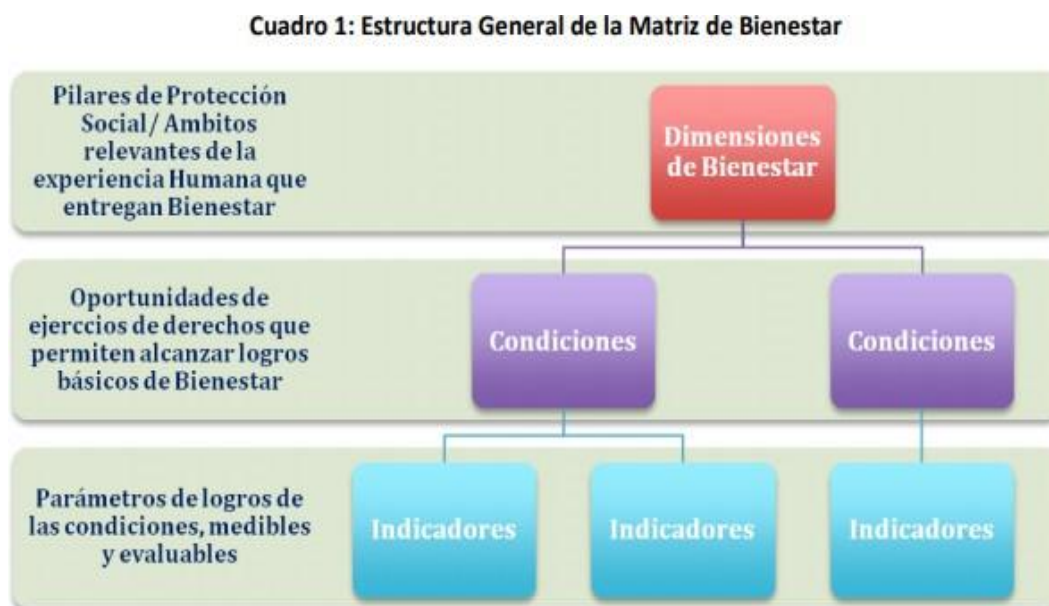 Cuadro 1: Estructura General de la Matriz de Bienestar
Pilares de Protección
Social/ Ambitos
relevantes de la
experiencia Humana que
entregan Bienestar
Dimensiones
de Bienestar
Oportunidades de
ejerccios de derechos que
permiten alcanzar logros
básicos de Bienestar
Condiciones
Condiciones
Parámetros de logros de
las condiciones, medibles
y evaluables
Indicadores
Indicadores
Indicadores